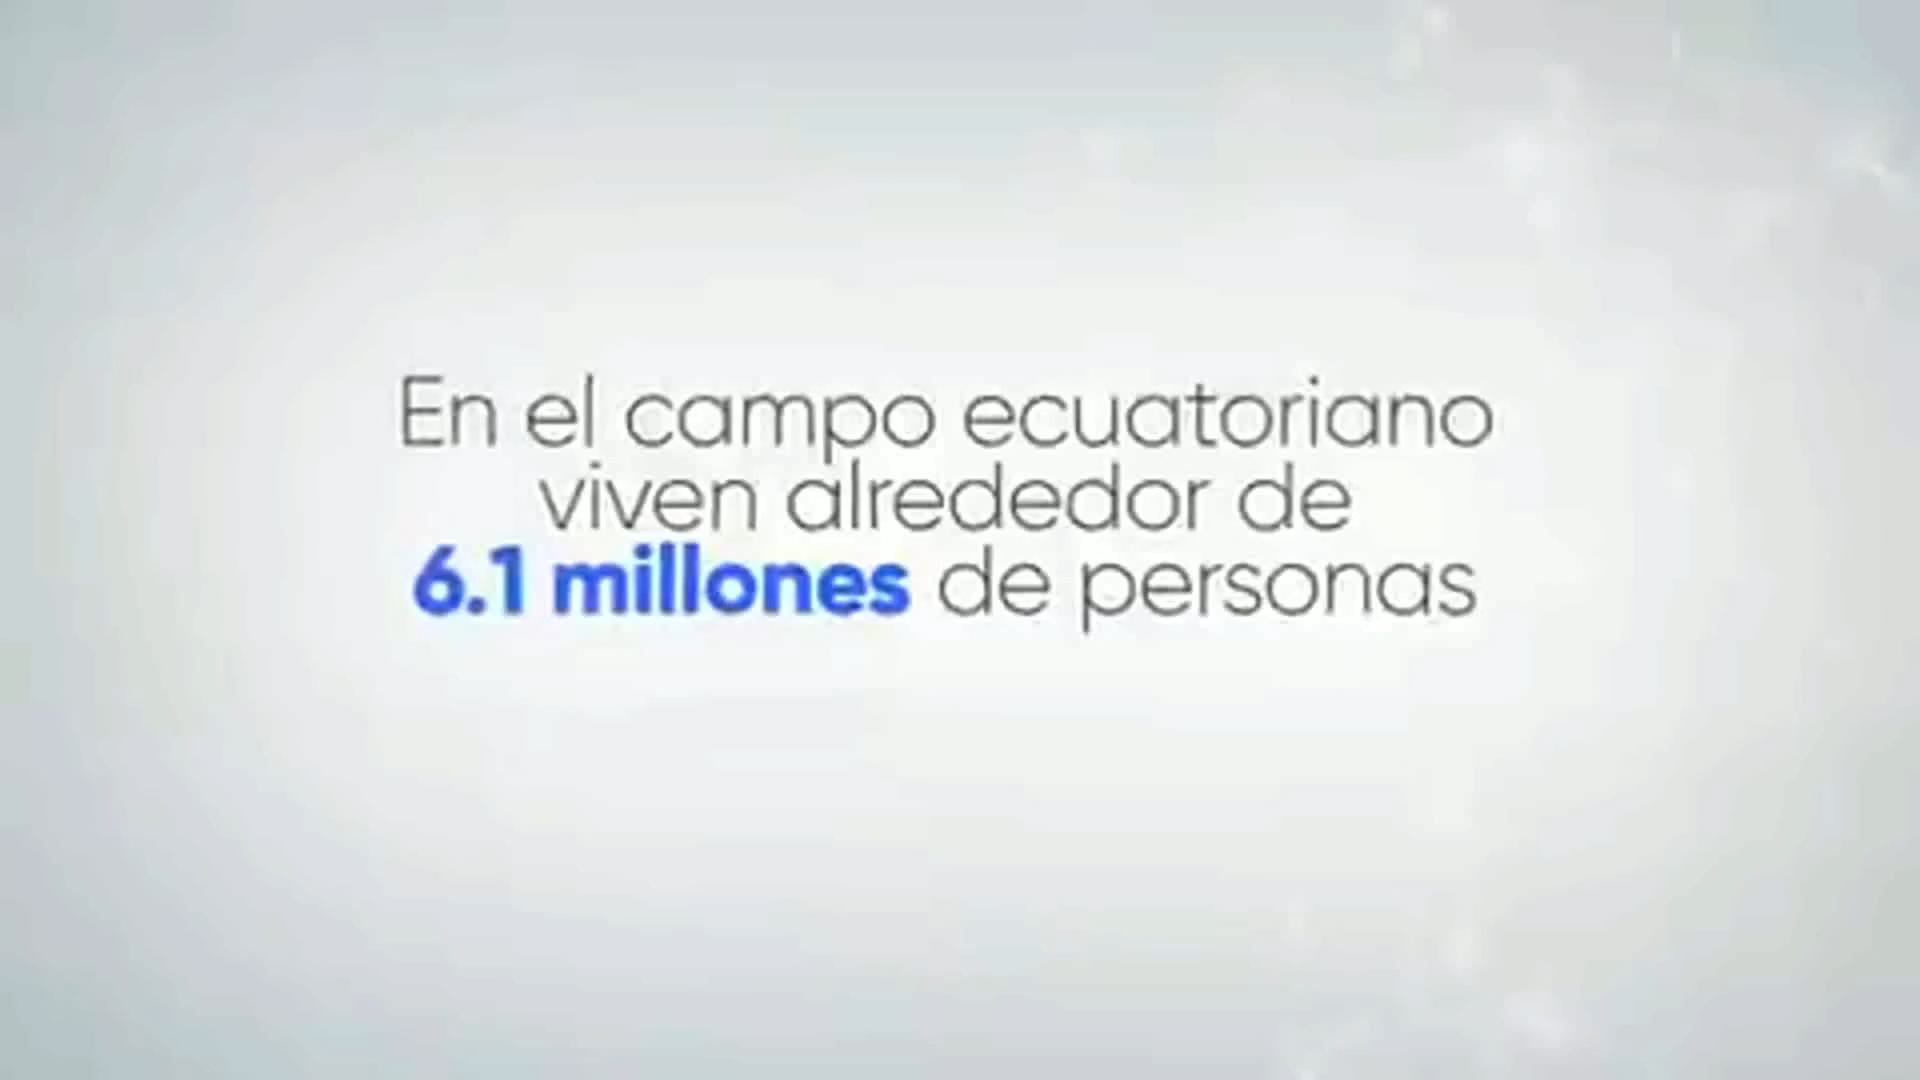 En el campo ecuatoriano
viven alrededor de
6.1 millones de personas